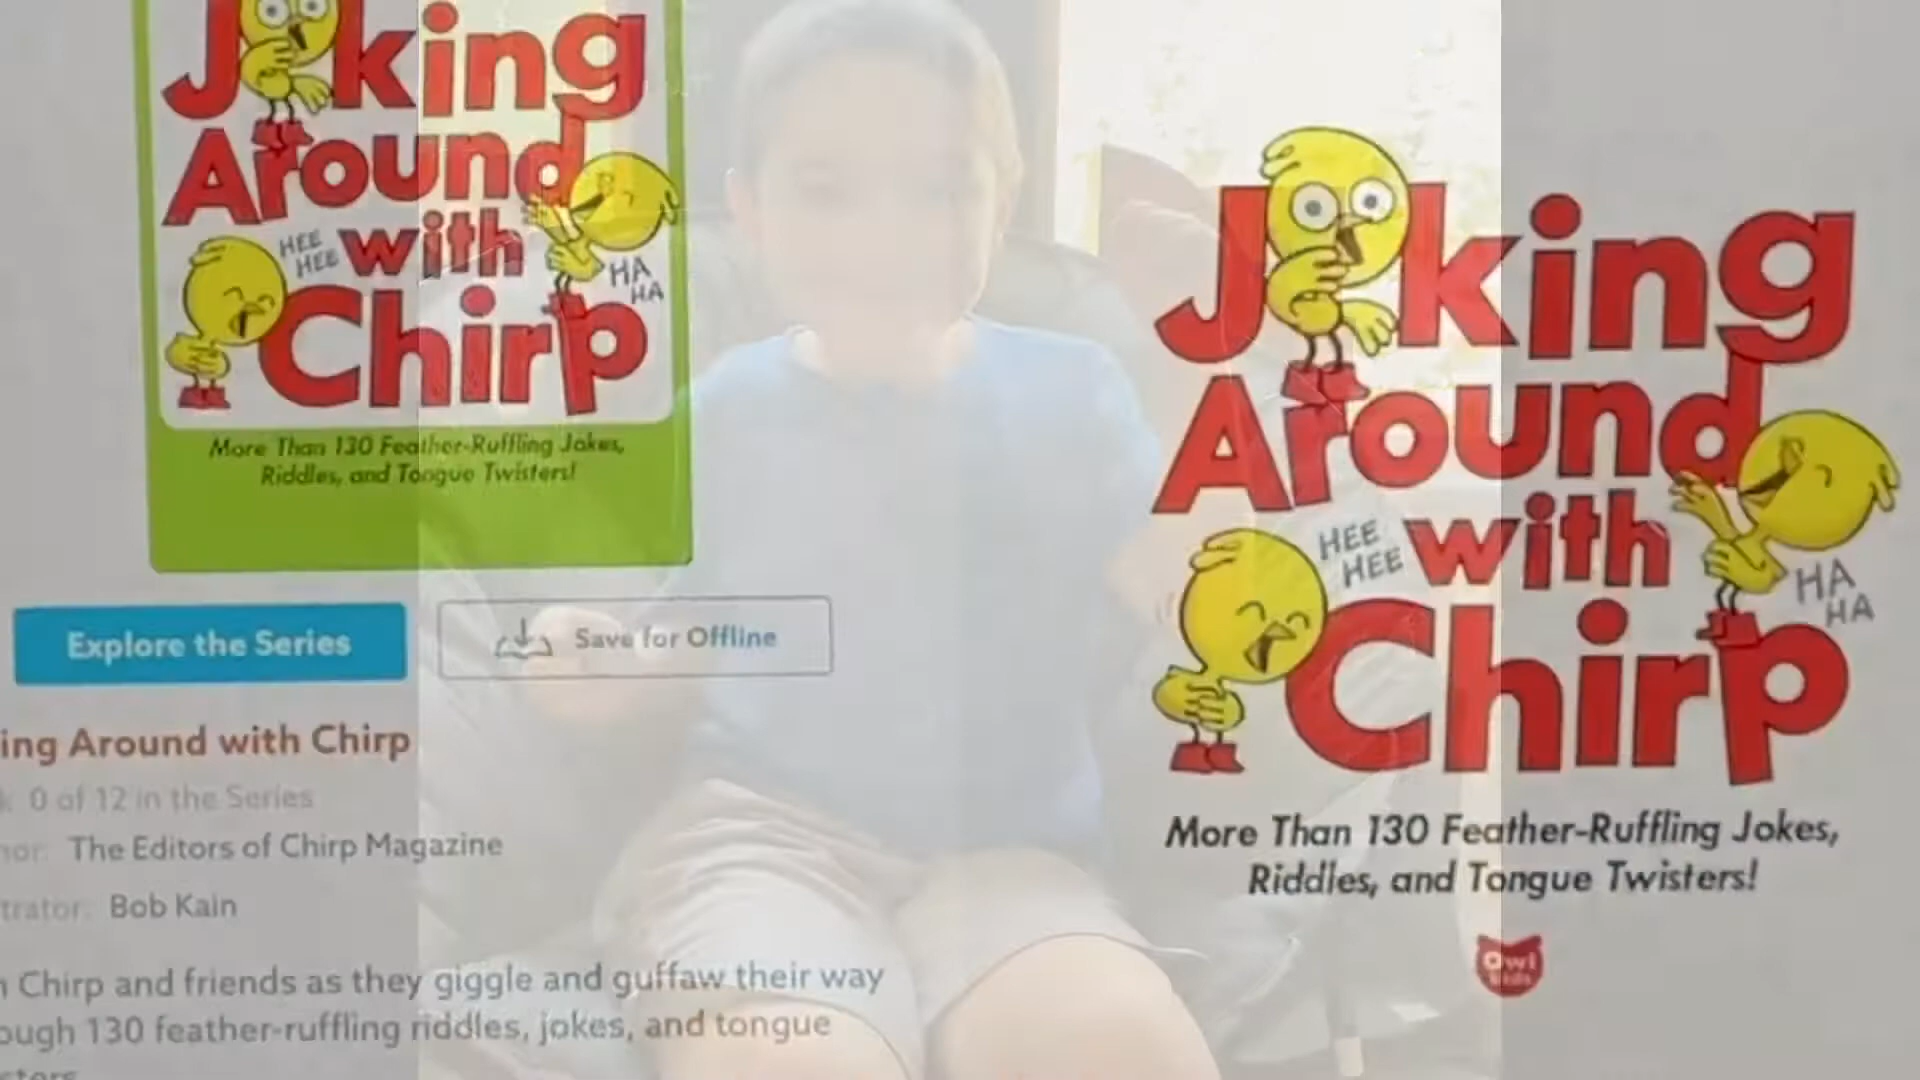 Joking
Around
with
Chirp
HEE
HEE
HA
HA
More Than 130 Feather-Ruffling Jokes,
Riddles, and Tongue Twisters!
Explore the Series
Save for Offline
ing Around with Chirp
0 of 12 in the Series
The Editors of Chirp Magazine
trator: Bob Kain
Chirp and friends as they giggle and guffaw their way
ough 130 feather-ruffling riddles, jokes, and tongue
Joking
Around
with
Chirp
HEE
HEE
HA
HA
More Than 130 Feather-Ruffling Jokes,
Riddles, and Tongue Twisters!
Owl
kids